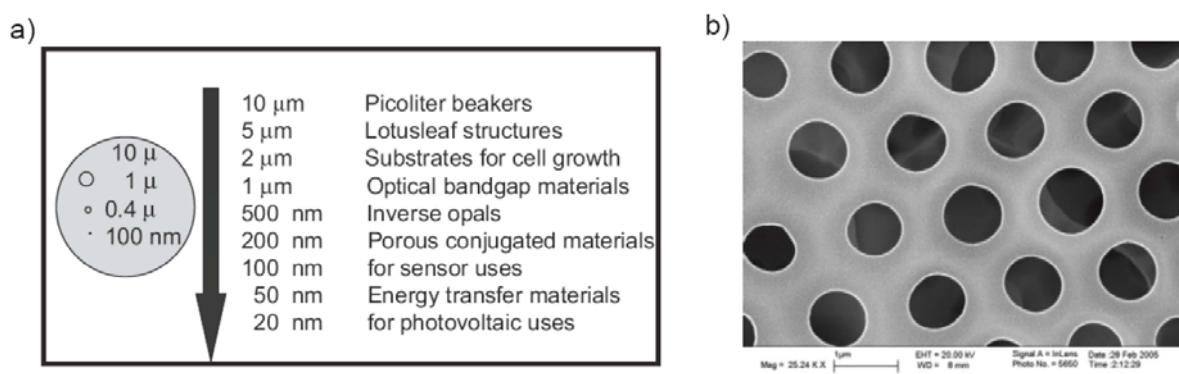 a)
10 μ
1 μ
0.4 μ
100 nm
10 μm Picoliter beakers
5 μm Lotusleaf structures
2 μm Substrates for cell growth
1 μm Optical bandgap materials
500 nm Inverse opals
200 nm Porous conjugated materials
100 nm for sensor uses
50 nm Energy transfer materials
20 nm for photovoltaic uses
b)
Mag = 25.24 K X
1μm
EHT = 20.00 kV
WD = 8 mm
Signal A = InLens
Photo No. = 5650
Date :28 Feb 2005
Time :2:12:29